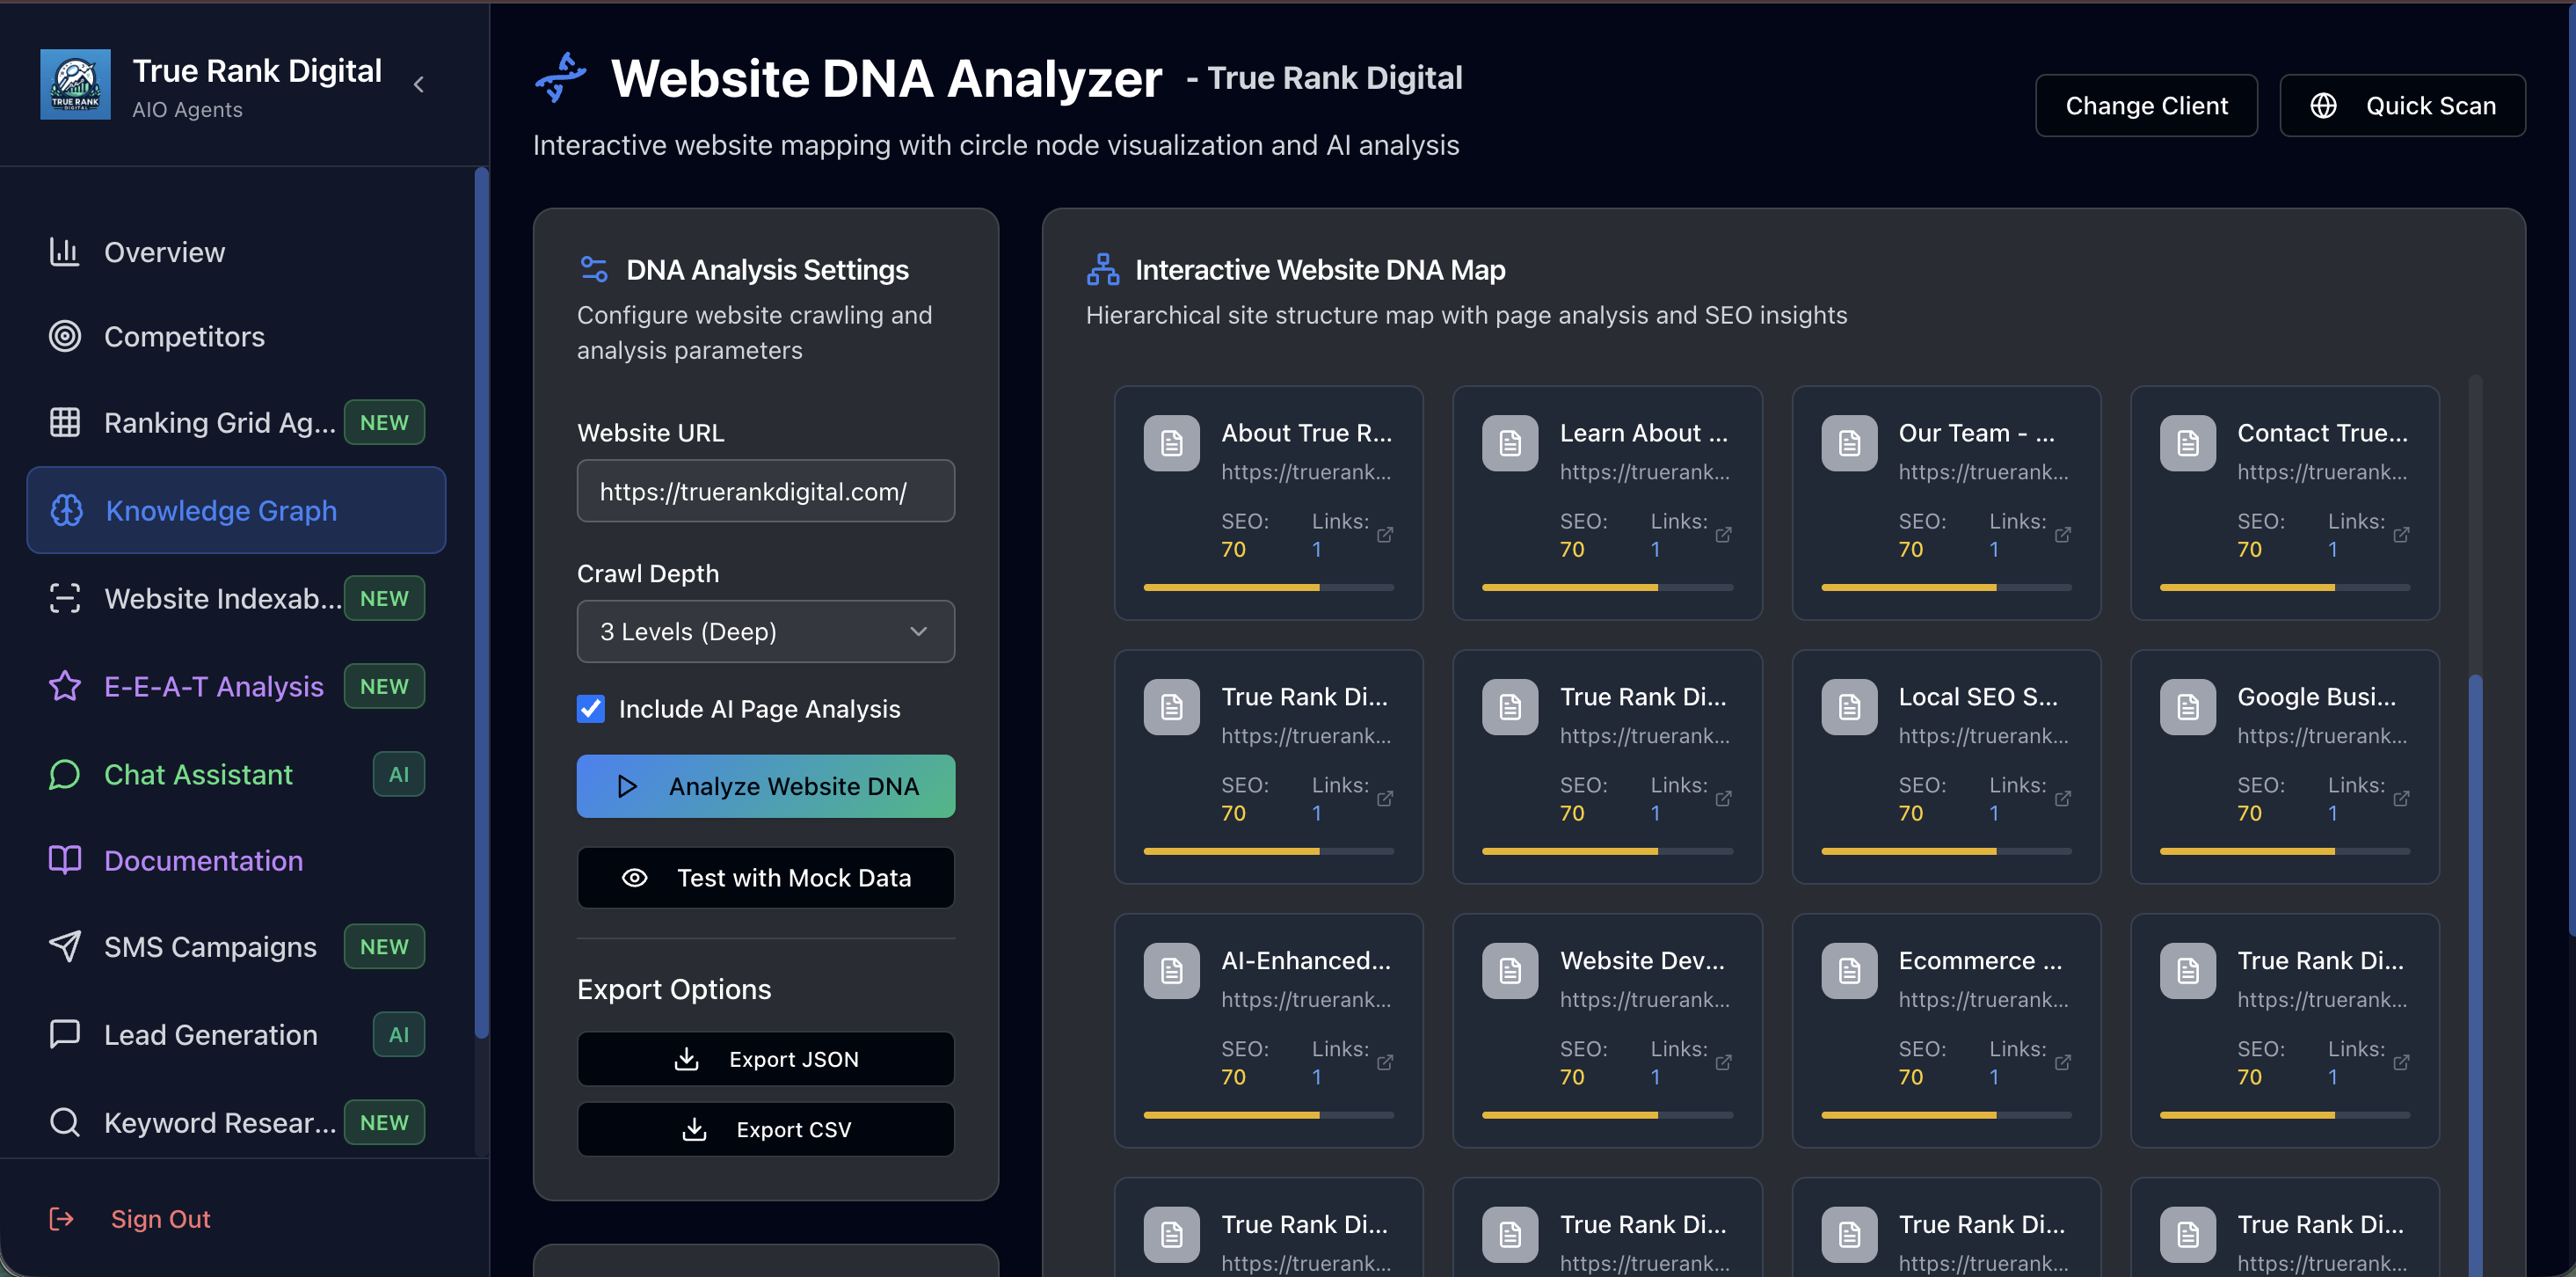 True Rank Digital
AIO Agents
TRUE RANK
DIGITAL
Overview
Competitors
Ranking Grid Ag... NEW
Knowledge Graph
Website Indexab... NEW
E-E-A-T Analysis NEW
Chat Assistant AI
Documentation
SMS Campaigns NEW
Lead Generation AI
Keyword Resear... NEW
Sign Out
Website DNA Analyzer - True Rank Digital
Interactive website mapping with circle node visualization and AI analysis
Change Client
Quick Scan
DNA Analysis Settings
Configure website crawling and
analysis parameters
Website URL
https://truerankdigital.com/
Crawl Depth
3 Levels (Deep)
Include AI Page Analysis
Analyze Website DNA
Test with Mock Data
Export Options
Export JSON
Export CSV
Interactive Website DNA Map
Hierarchical site structure map with page analysis and SEO insights
About True R... Learn About ... Our Team - ... Contact True...
https://truerank... https://truerank... https://truerank... https://truerank...
SEO: Links: SEO: Links: SEO: Links: SEO: Links:
70 1 70 1 70 1 70 1
True Rank Di... True Rank Di... Local SEO S... Google Busi...
https://truerank... https://truerank... https://truerank... https://truerank...
SEO: Links: SEO: Links: SEO: Links: SEO: Links:
70 1 70 1 70 1 70 1
AI-Enhanced... Website Dev... Ecommerce ... True Rank Di...
https://truerank... https://truerank... https://truerank... https://truerank...
SEO: Links: SEO: Links: SEO: Links: SEO: Links:
70 1 70 1 70 1 70 1
True Rank Di... True Rank Di... True Rank Di... True Rank Di...
https://truerank... https://truerank... https://truerank... https://truerank...